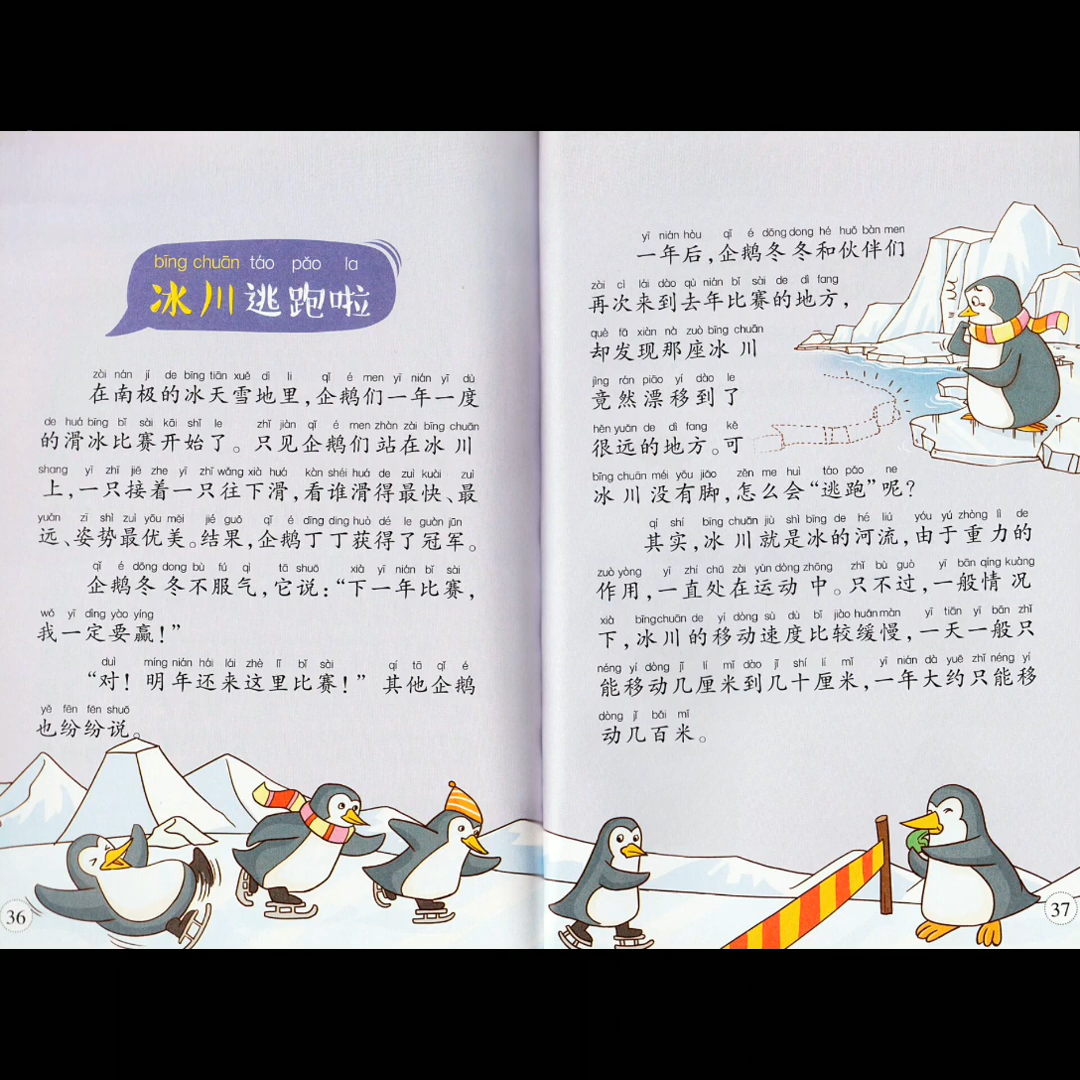 bīng chuān táo pǎo la
冰川逃跑啦
zài nán jí de bīng tiān xuě dì li qǐ é men yī nián yī dù
在南极的冰天雪地里，企鹅们一年一度
de huá bīng bǐ sài kāi shǐ le zhǐ jiàn qǐ é men zhàn zài bīng chuān
的滑冰比赛开始了。只见企鹅们站在冰川
shang yī zhī jiē zhe yī zhī wǎng xià huá kàn shéi huá de zuì kuài zuì
上，一只接着一只往下滑，看谁滑得最快、最
yuǎn zī shì zuì yōu měi jié guǒ qǐ é dīng ding huò dé le guàn jūn
远、姿势最优美。结果，企鹅丁丁获得了冠军。
qǐ é dōng dong bù fú qì tā shuō xià yī nián bǐ sài
企鹅冬冬不服气，它说：“下一年比赛，
wǒ yī dìng yào yíng
我一定要赢！”
duì míng nián hái lái zhè lǐ bǐ sài qí tā qǐ é
“对！明年还来这里比赛！”其他企鹅
yě fēn fēn shuō
也纷纷说。
36
yī nián hòu qǐ é dōng dong hé huǒ bàn men
一年后，企鹅冬冬和伙伴们
zài cì lái dào qù nián bǐ sài de dì fang
再次来到去年比赛的地方，
què fā xiàn nà zuò bīng chuān
却发现那座冰川
jìng rán piāo yí dào le
竟然漂移到了
hěn yuǎn de dì fang kě
很远的地方。可
bīng chuān méi yǒu jiǎo zěn me huì táo pǎo ne
冰川没有脚，怎么会“逃跑”呢？
qí shí bīng chuān jiù shì bīng de hé liú yóu yú zhòng lì de
其实，冰川就是冰的河流，由于重力的
zuò yòng yī zhí chǔ zài yùn dòng zhōng zhǐ bù guò yī bān qíng kuàng
作用，一直处在运动中。只不过，一般情况
xià bīng chuān de yí dòng sù dù bǐ jiào huǎn màn yī tiān yī bān zhǐ
下，冰川的移动速度比较缓慢，一天一般只
néng yí dòng jǐ lí mǐ dào jǐ shí lí mǐ yī nián dà yuē zhǐ néng yí
能移动几厘米到几十厘米，一年大约只能移
dòng jǐ bǎi mǐ
动几百米。
37